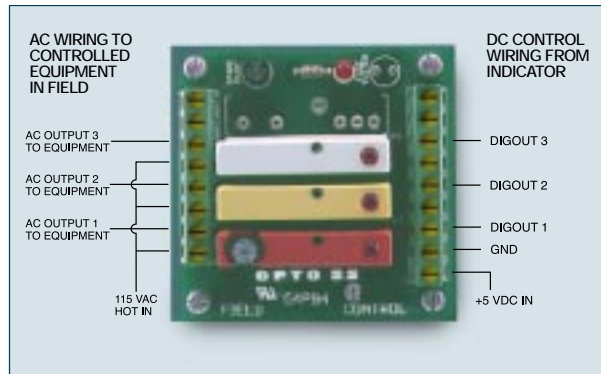 AC WIRING TO
CONTROLLED
EQUIPMENT
IN FIELD
DC CONTROL
WIRING FROM
INDICATOR
AC OUTPUT 3
TO EQUIPMENT
AC OUTPUT 2
TO EQUIPMENT
AC OUTPUT 1
TO EQUIPMENT
115 VAC
HOT IN
DIGOUT 3
DIGOUT 2
DIGOUT 1
GND
+5 VDC IN
OPTO 22
G4PB4
FIELD
CONTROL